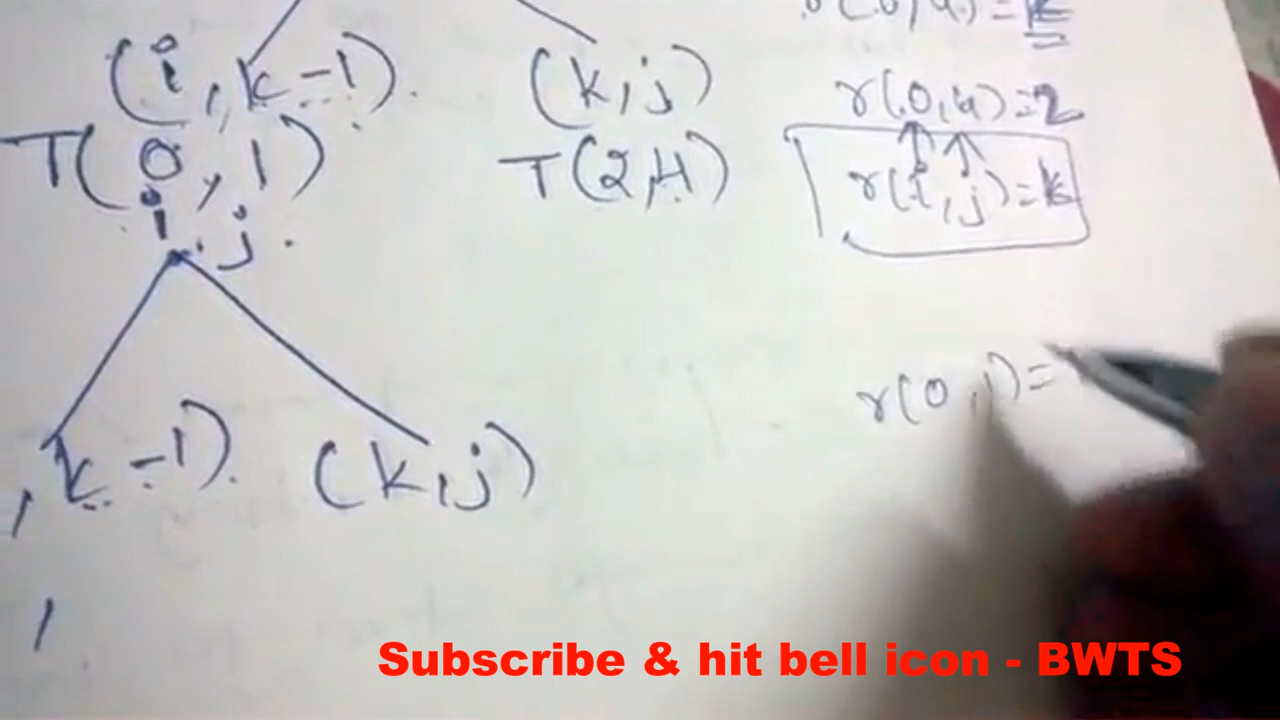 (i, k-1).
(k, j)
T(0, 1)
T(2, 4)
i . j .
r(0, 4) = 2
r(i, j) = k
r(0, 1) =
, k-1).
(k, j)
,
Subscribe & hit bell icon - BWTS